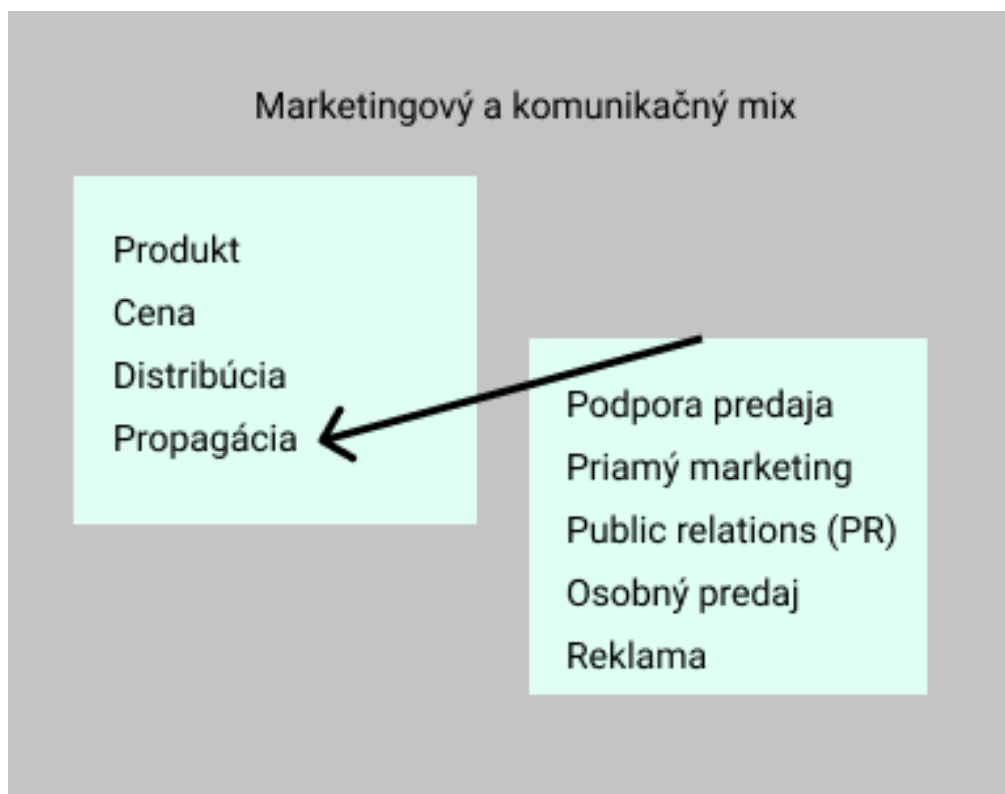 Marketingový a komunikačný mix
Produkt
Cena
Distribúcia
Propagácia
Podpora predaja
Priamý marketing
Public relations (PR)
Osobný predaj
Reklama